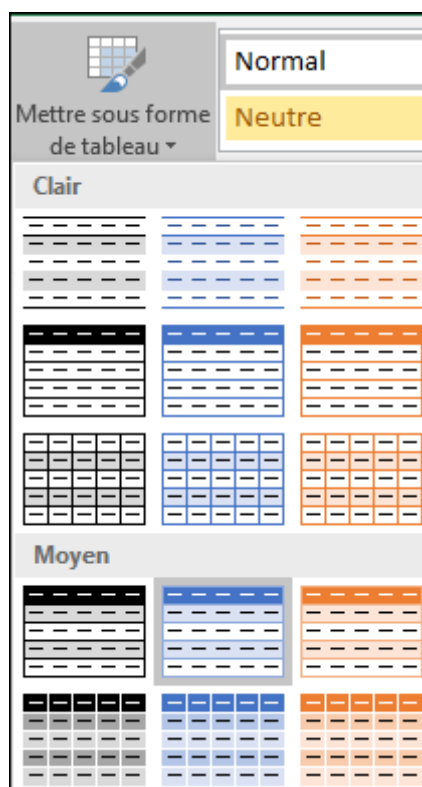 Mettre sous forme
de tableau
Normal
Neutre
Clair
Moyen